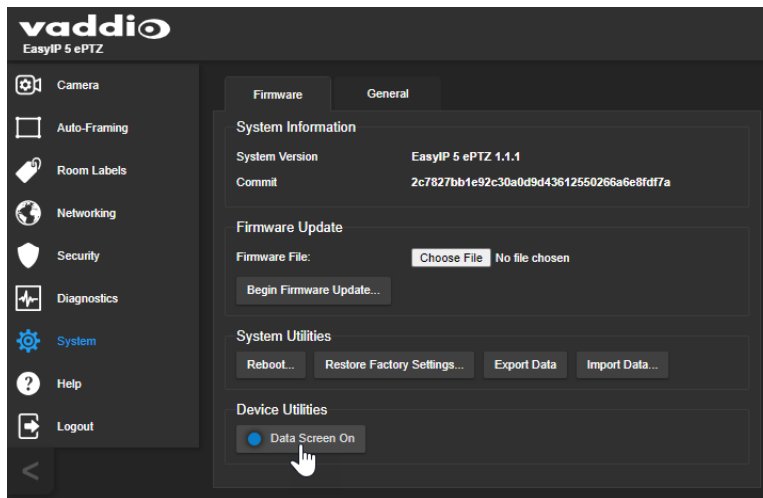 vaddio
EasyIP 5 ePTZ
Camera
Auto-Framing
Room Labels
Networking
Security
Diagnostics
System
Help
Logout
<
Firmware General
System Information
System Version EasyIP 5 ePTZ 1.1.1
Commit 2c7827bb1e92c30a0d9d43612550266a6e8fdf7a
Firmware Update
Firmware File: Choose File No file chosen
Begin Firmware Update...
System Utilities
Reboot... Restore Factory Settings... Export Data Import Data...
Device Utilities
Data Screen On